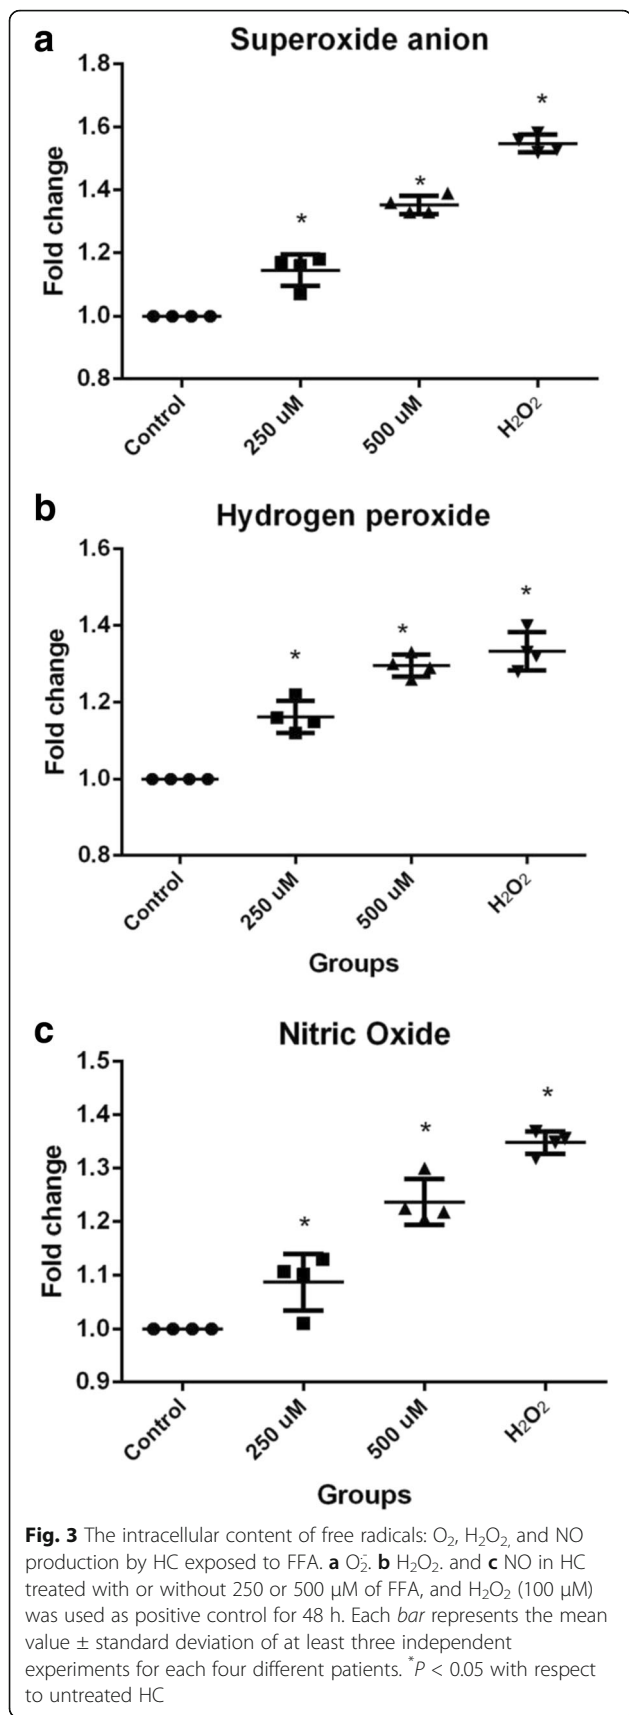 a
Superoxide anion
1.8
1.6
1.4
1.2
1.0
0.8
Fold change
*
*
*
Control
250 uM
500 uM
H₂O₂
b
Hydrogen peroxide
1.6
1.4
1.2
1.0
0.8
Fold change
*
*
*
Control
250 uM
500 uM
H₂O₂
Groups
c
Nitric Oxide
1.5
1.4
1.3
1.2
1.1
1.0
0.9
Fold change
*
*
*
Control
250 uM
500 uM
H₂O₂
Groups
Fig. 3 The intracellular content of free radicals: O₂, H₂O₂, and NO
production by HC exposed to FFA. a O₂⁻. b H₂O₂. and c NO in HC
treated with or without 250 or 500 μM of FFA, and H₂O₂ (100 μM)
was used as positive control for 48 h. Each bar represents the mean
value ± standard deviation of at least three independent
experiments for each four different patients. *P < 0.05 with respect
to untreated HC